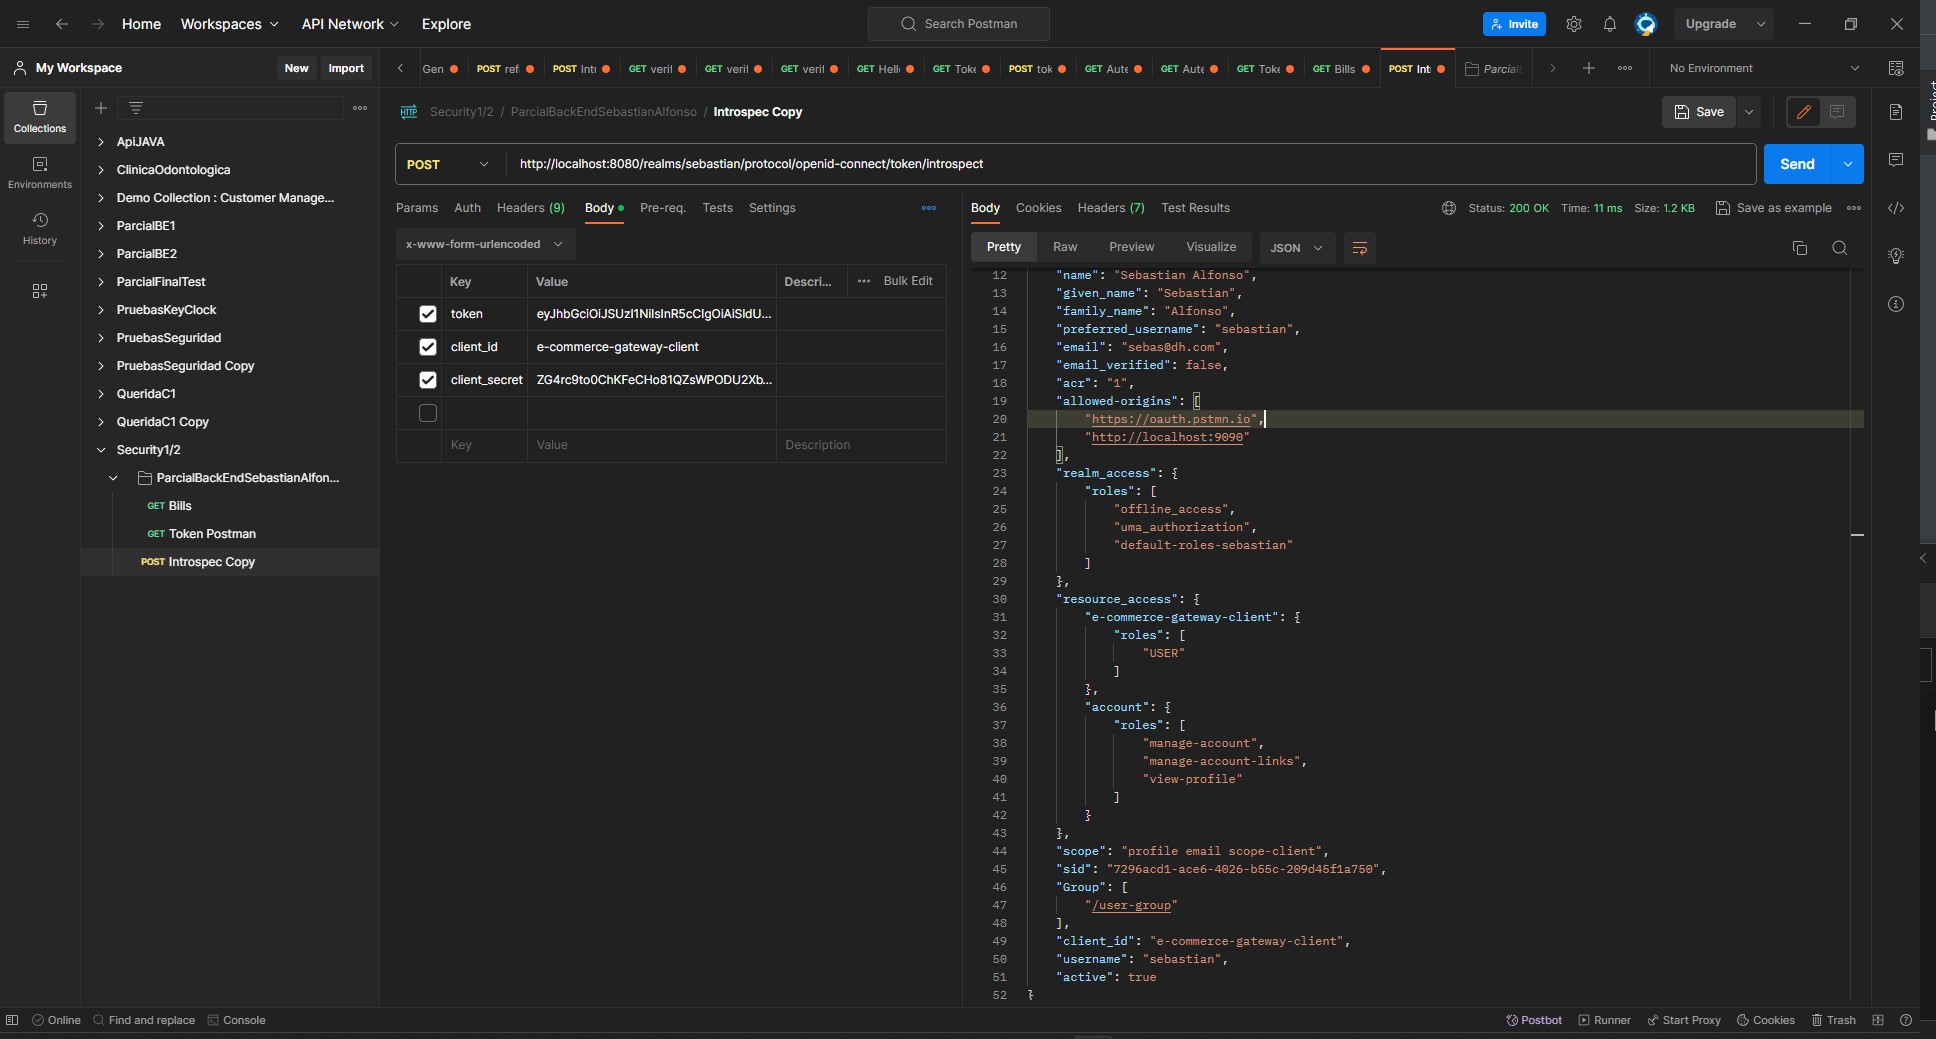 Home Workspaces API Network Explore Search Postman Invite Upgrade
My Workspace New Import
Gen POST ref POST Int GET verif GET verif GET verif GET Hell GET Toke POST tok GET Aute GET Aute GET Toke GET Bills POST Int Parcial No Environment
Collections
Environments
History
ApiJAVA
ClinicaOdontologica
Demo Collection : Customer Manage...
ParcialBE1
ParcialBE2
ParcialFinalTest
PruebasKeyClock
PruebasSeguridad
PruebasSeguridad Copy
QueridaC1
QueridaC1 Copy
Security1/2
ParcialBackEndSebastianAlfon...
GET Bills
GET Token Postman
POST Introspec Copy
HTTP Security1/2 / ParcialBackEndSebastianAlfonso / Introspec Copy Save
POST http://localhost:8080/realms/sebastian/protocol/openid-connect/token/introspect Send
Params Auth Headers (9) Body Pre-req. Tests Settings
x-www-form-urlencoded
Key Value Descri... Bulk Edit
token eyJhbGciOiJSUzI1NiIsInR5cCIgOiAiSldU...
client_id e-commerce-gateway-client
client_secret ZG4rc9to0ChKFeCHo81QZsWPODU2Xb...
Key Value Description
Body Cookies Headers (7) Test Results Status: 200 OK Time: 11 ms Size: 1.2 KB Save as example
Pretty Raw Preview Visualize JSON
12 "name": "Sebastian Alfonso",
13 "given_name": "Sebastian",
14 "family_name": "Alfonso",
15 "preferred_username": "sebastian",
16 "email": "sebas@dh.com",
17 "email_verified": false,
18 "acr": "1",
19 "allowed-origins": [
20 "https://oauth.pstmn.io",
21 "http://localhost:9090"
22 ],
23 "realm_access": {
24 "roles": [
25 "offline_access",
26 "uma_authorization",
27 "default-roles-sebastian"
28 ]
29 },
30 "resource_access": {
31 "e-commerce-gateway-client": {
32 "roles": [
33 "USER"
34 ]
35 },
36 "account": {
37 "roles": [
38 "manage-account",
39 "manage-account-links",
40 "view-profile"
41 ]
42 }
43 },
44 "scope": "profile email scope-client",
45 "sid": "7296acd1-ace6-4026-b55c-209d45f1a750",
46 "Group": [
47 "/user-group"
48 ],
49 "client_id": "e-commerce-gateway-client",
50 "username": "sebastian",
51 "active": true
52 }
Project
Online Find and replace Console Postbot Runner Start Proxy Cookies Trash